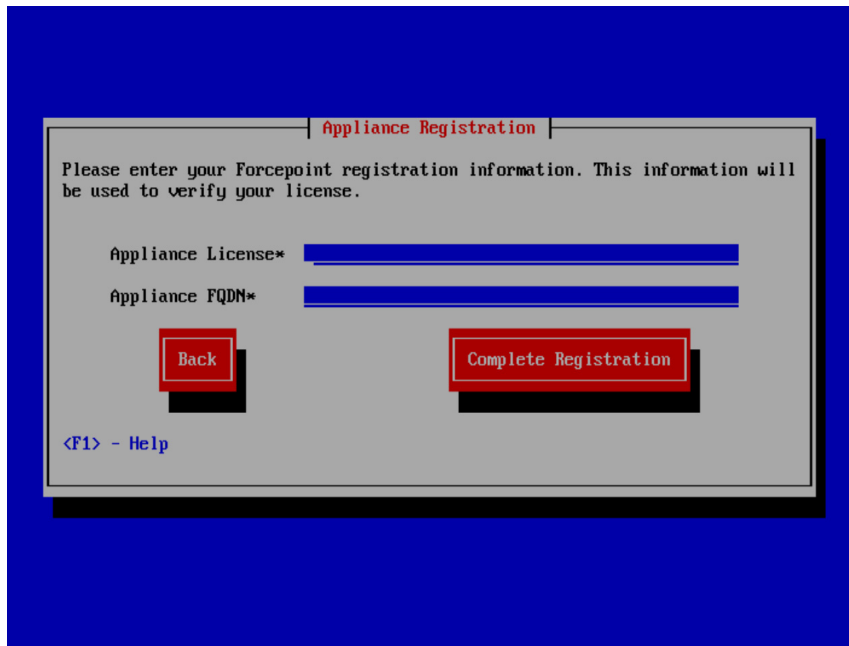 Appliance Registration
Please enter your Forcepoint registration information. This information will
be used to verify your license.
Appliance License*
Appliance FQDN*
Back
Complete Registration
<F1> - Help